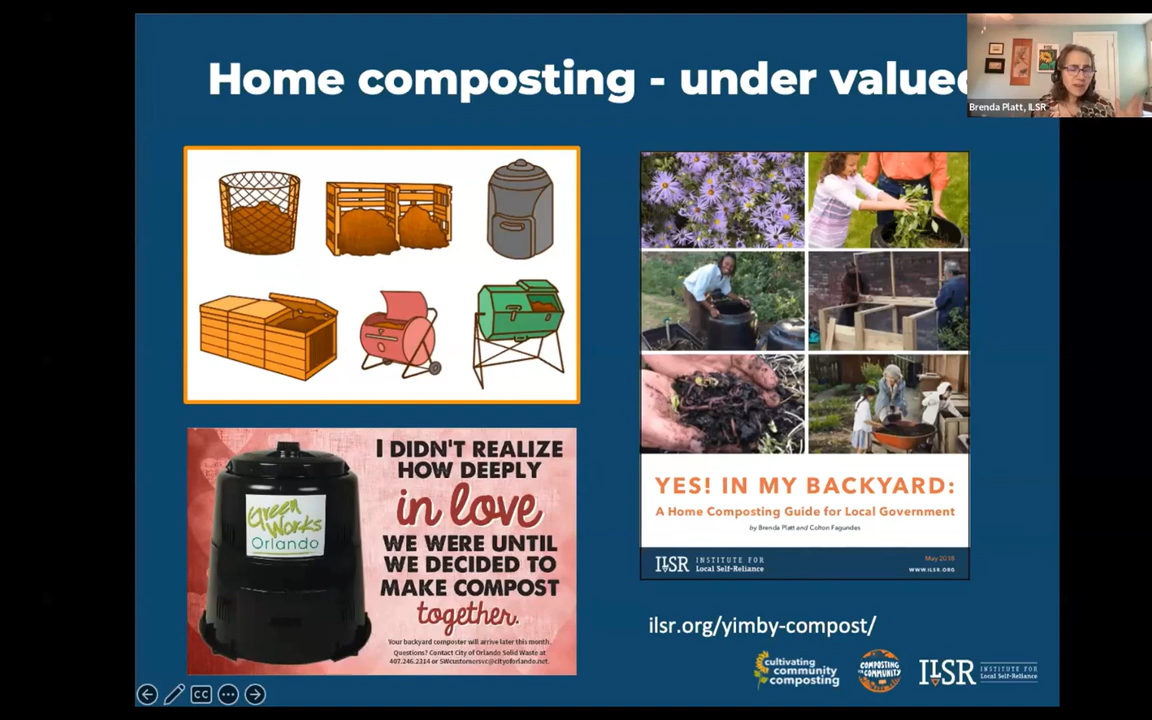 Home composting - under valued
Brenda Platt, ILSR
Green
Works
Orlando
I DIDN'T REALIZE
HOW DEEPLY
in love
WE WERE UNTIL
WE DECIDED TO
MAKE COMPOST
together.
Your backyard composter will arrive later this month.
Questions? Contact City of Orlando Solid Waste at
407.246.2314 or SWcustomersvc@cityoforlando.net.
YES! IN MY BACKYARD:
A Home Composting Guide for Local Government
by Brenda Platt and Colton Fagundes
ILSR INSTITUTE FOR
Local Self-Reliance
May 2018
WWW.ILSR.ORG
ilsr.org/yimby-compost/
cultivating
community
composting
COMPOSTING
FOR
COMMUNITY
ILSR INSTITUTE FOR
Local Self-Reliance
CC